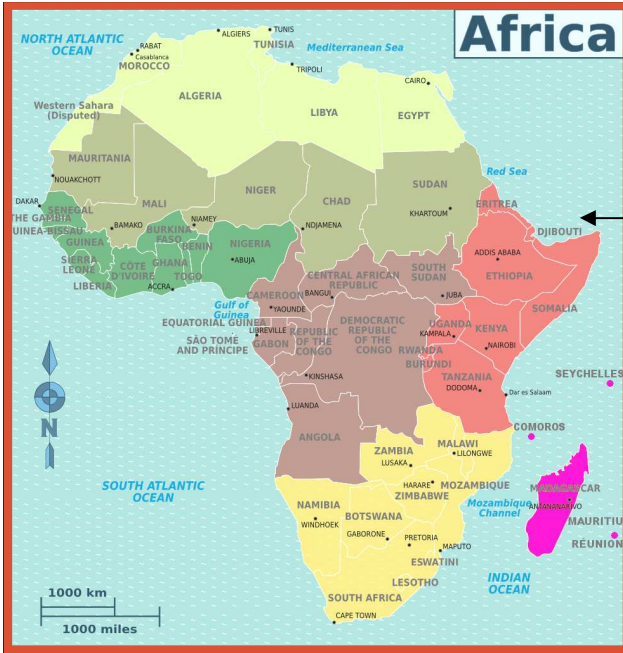 Africa
NORTH ATLANTIC
OCEAN
RABAT
Casablanca
MOROCCO
ALGIERS
TUNIS
TUNISIA
Mediterranean Sea
TRIPOLI
CAIRO
ALGERIA
LIBYA
EGYPT
Western Sahara
(Disputed)
MAURITANIA
NOUAKCHOTT
MALI
NIGER
CHAD
SUDAN
KHARTOUM
Red Sea
ERITREA
DJIBOUTI
DAKAR
SENEGAL
THE GAMBIA
UINEA-BISSAU
GUINEA
SIERRA
LEONE
LIBERIA
BAMAKO
NIAMEY
BURKINA
FASO
BENIN
CÔTE
D'IVOIRE
GHANA
TOGO
ACCRA
NIGERIA
ABUJA
NDJAMENA
ADDIS ABABA
ETHIOPIA
SOMALIA
SOUTH
SUDAN
JUBA
CENTRAL AFRICAN
REPUBLIC
BANGUI
CAMEROON
YAOUNDE
Gulf of
Guinea
EQUATORIAL GUINEA
LIBREVILLE
SÃO TOMÉ
AND PRÍNCIPE
GABON
REPUBLIC
OF THE
CONGO
DEMOCRATIC
REPUBLIC
OF THE
CONGO
UGANDA
KAMPALA
KENYA
NAIROBI
RWANDA
BURUNDI
TANZANIA
DODOMA
Dar es Salaam
KINSHASA
LUANDA
ANGOLA
SEYCHELLES
COMOROS
ZAMBIA
LUSAKA
MALAWI
LILONGWE
HARARE
ZIMBABWE
MOZAMBIQUE
Mozambique
Channel
MADAGASCAR
ANTANANARIVO
MAURITIU
RÉUNION
N
SOUTH ATLANTIC
OCEAN
NAMIBIA
WINDHOEK
BOTSWANA
GABORONE
PRETORIA
MAPUTO
ESWATINI
LESOTHO
SOUTH AFRICA
CAPE TOWN
INDIAN
OCEAN
1000 km
1000 miles